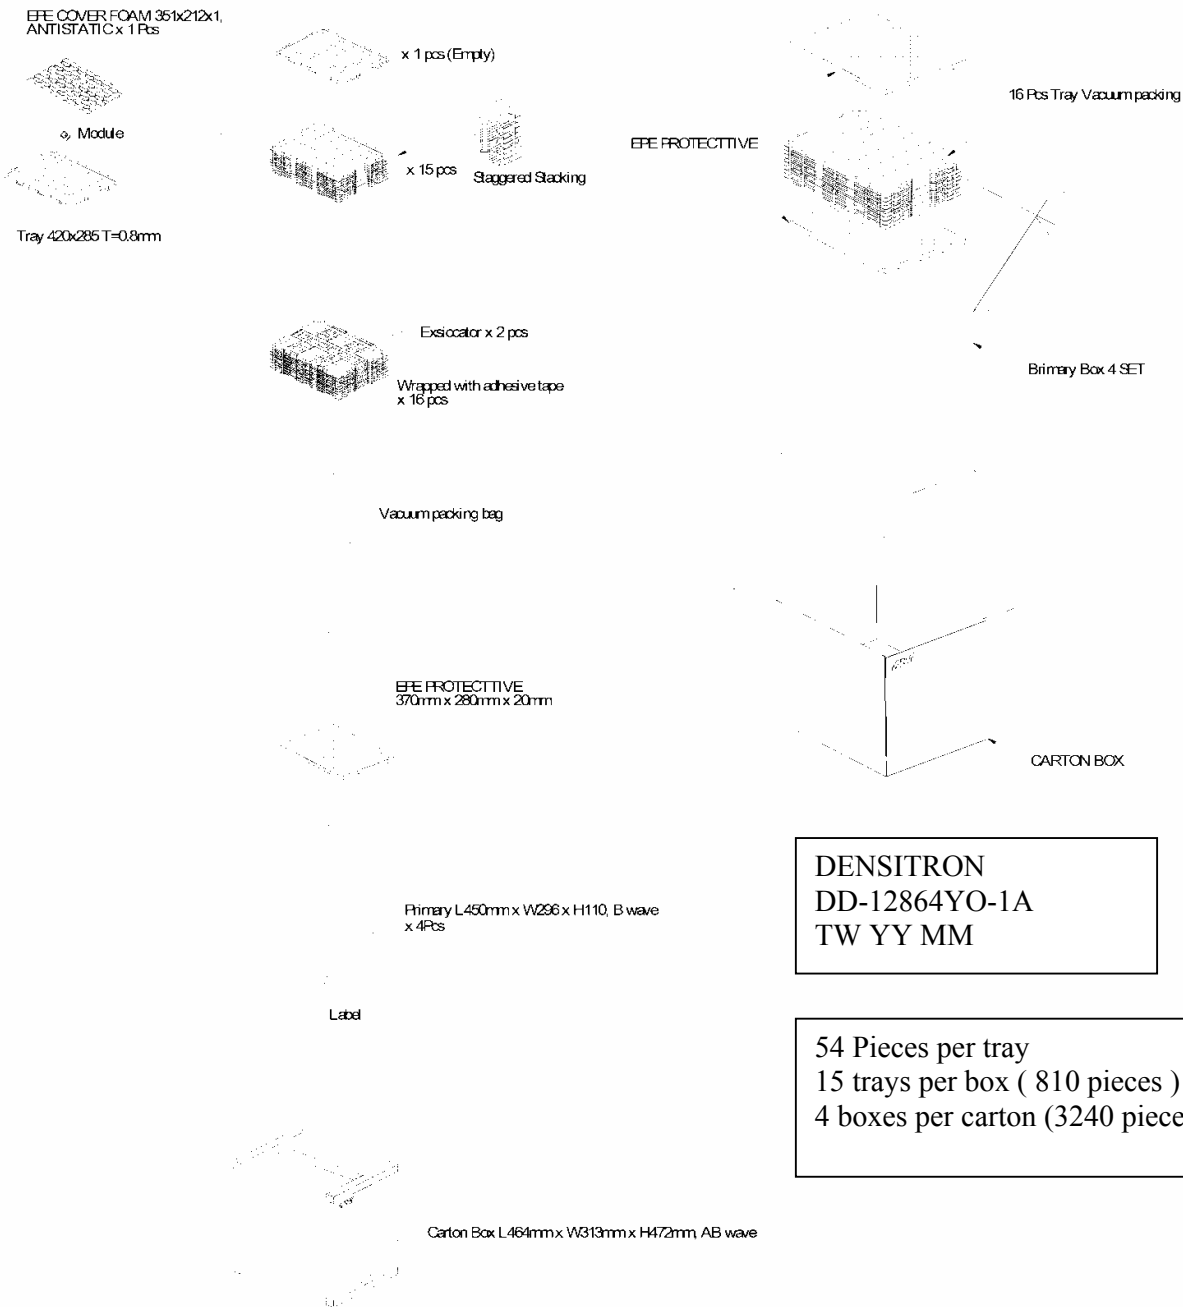 EPE COVER FOAM 351x212x1,
ANTISTATIC x 1 Pcs
Module
Tray 420x285 T=0.8mm
x 1 pcs (Empty)
x 15 pcs
Staggered Stacking
Exsiccator x 2 pcs
Wrapped with adhesive tape
x 16 pcs
Vacuum packing bag
EPE PROTECTTIVE
370mm x 280mm x 20mm
Primary L450mm x W296 x H110, B wave
x 4Pcs
Label
Carton Box L464mm x W313mm x H472mm, AB wave
16 Pcs Tray Vacuum packing
EPE PROTECTTIVE
Brimary Box 4 SET
CARTON BOX
DENSITRON
DD-12864YO-1A
TW YY MM
54 Pieces per tray
15 trays per box ( 810 pieces )
4 boxes per carton (3240 piece